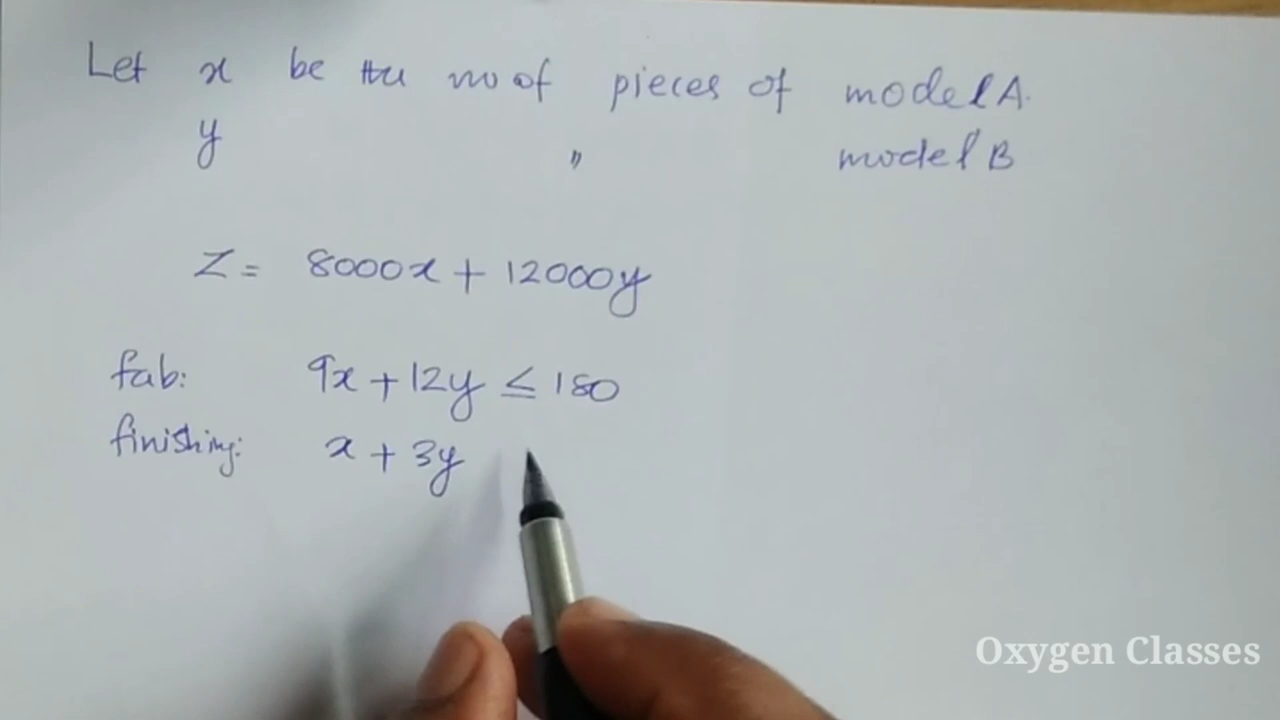 Let x be the no of pieces of model A.
y " model B
Z = 8000x + 12000y
fab: 9x + 12y ≤ 180
finishing: x + 3y
Oxygen Classes